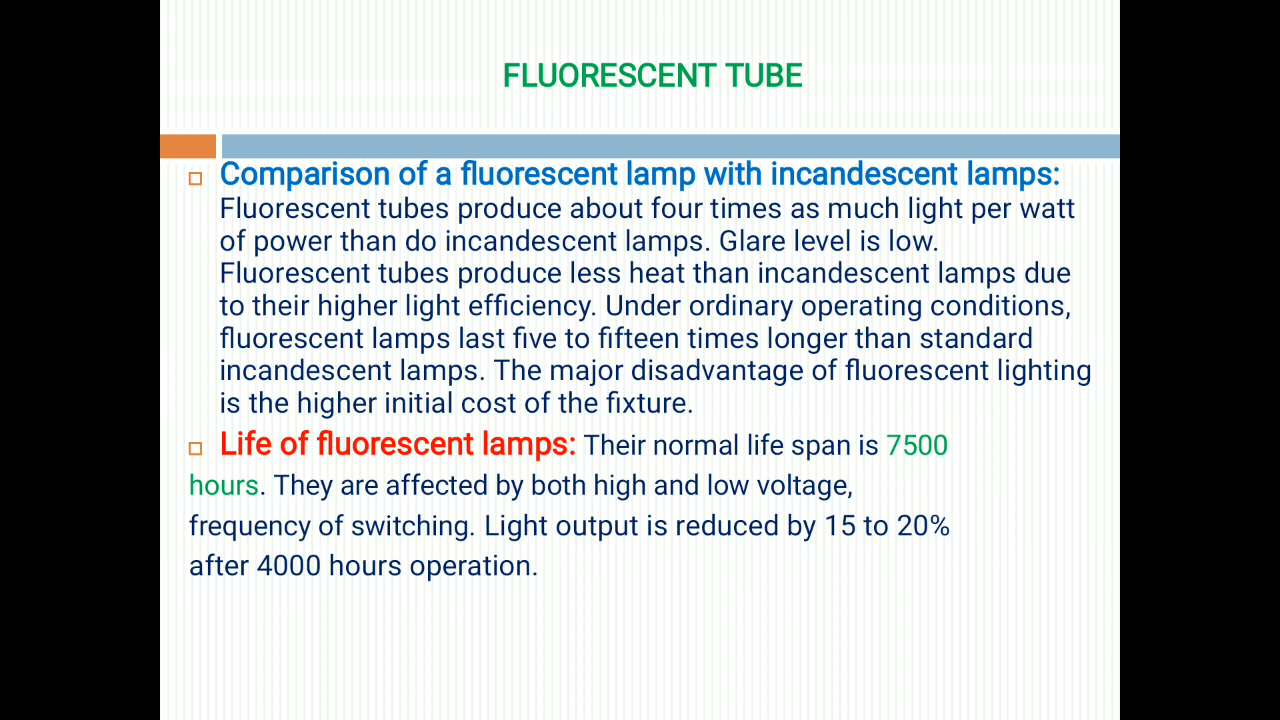 FLUORESCENT TUBE
Comparison of a fluorescent lamp with incandescent lamps:
Fluorescent tubes produce about four times as much light per watt
of power than do incandescent lamps. Glare level is low.
Fluorescent tubes produce less heat than incandescent lamps due
to their higher light efficiency. Under ordinary operating conditions,
fluorescent lamps last five to fifteen times longer than standard
incandescent lamps. The major disadvantage of fluorescent lighting
is the higher initial cost of the fixture.
Life of fluorescent lamps: Their normal life span is 7500
hours. They are affected by both high and low voltage,
frequency of switching. Light output is reduced by 15 to 20%
after 4000 hours operation.